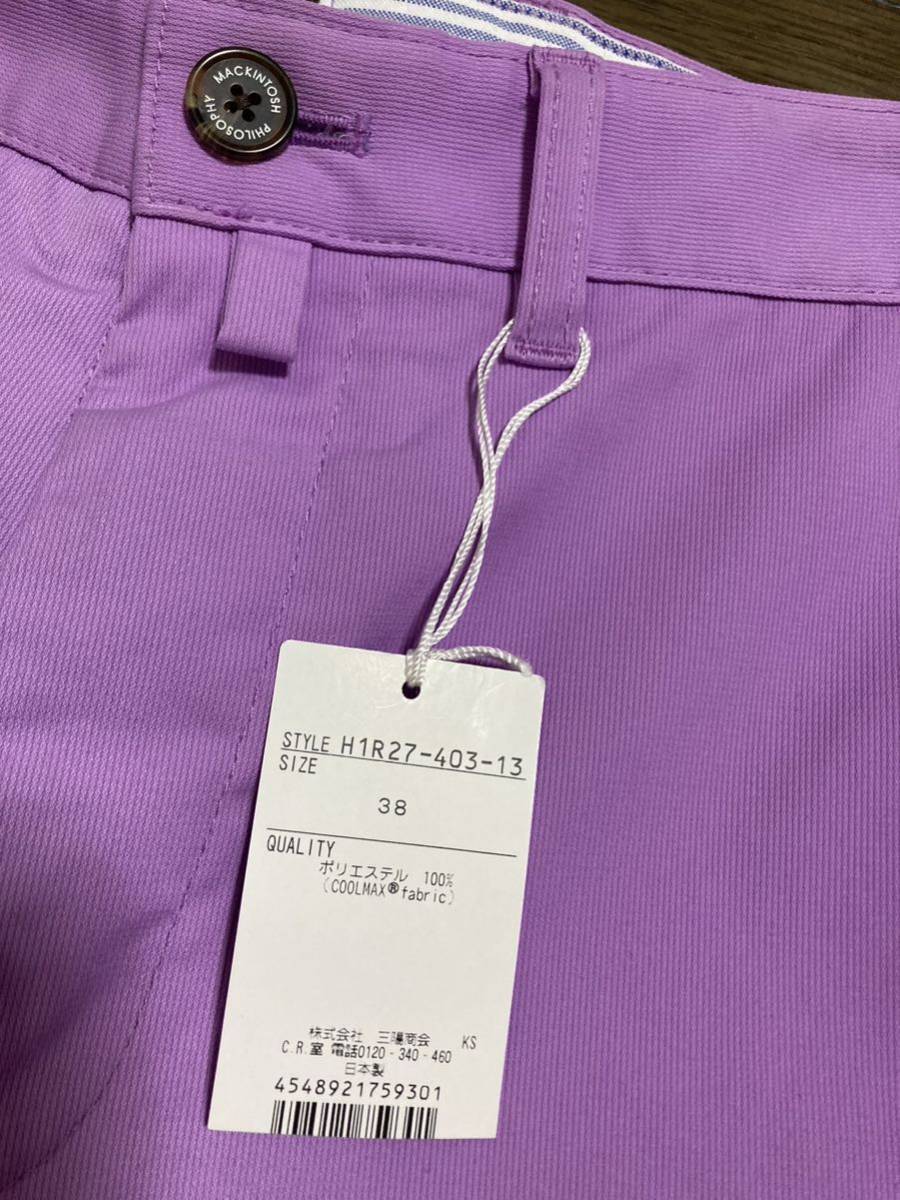 MACKINTOSH PHILOSOPHY
STYLE H1R27-403-13
SIZE
38
QUALITY
ポリエステル 100%
(COOLMAX®fabric)
株式会社 三陽商会 KS
C.R.室 電話0120-340-460
日本製
4548921759301